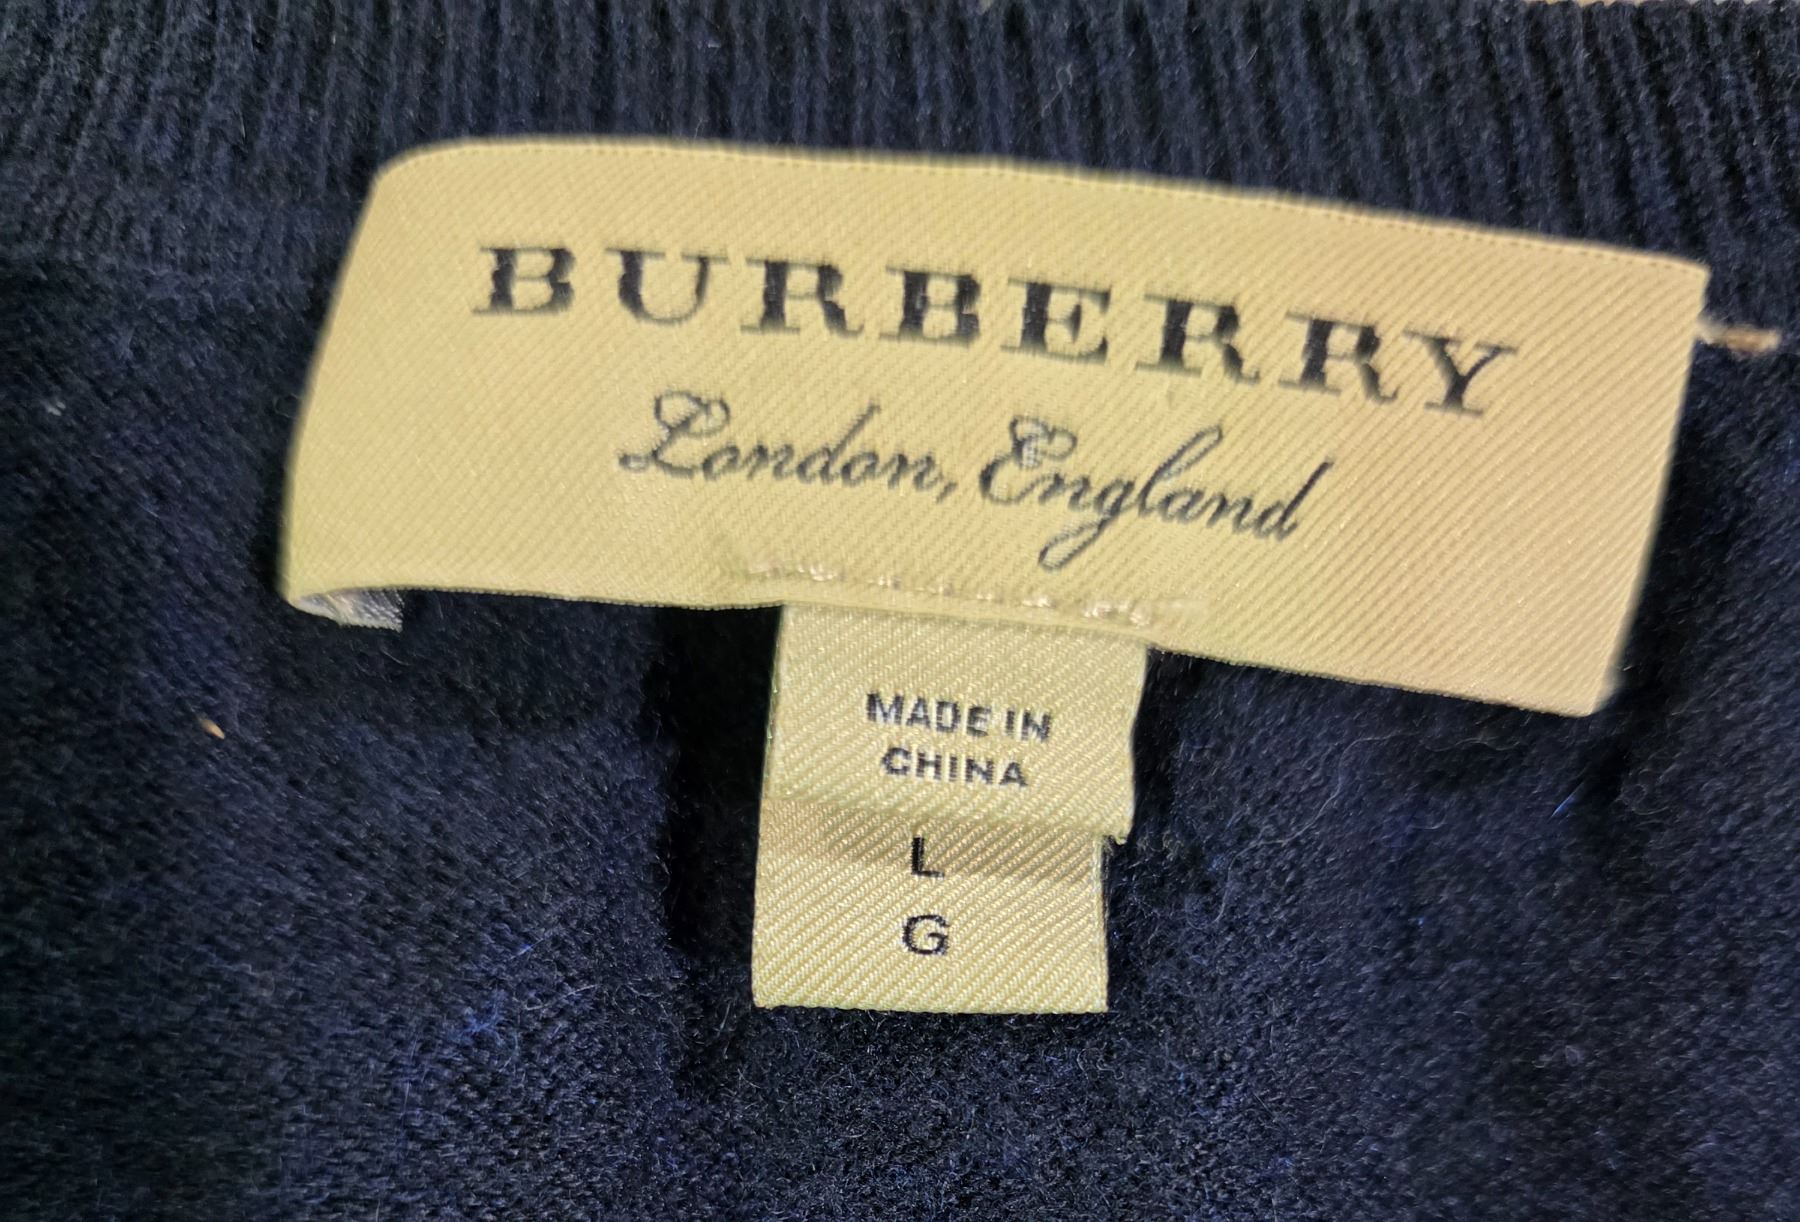 BURBERRY
London, England
MADE IN
CHINA
L
G